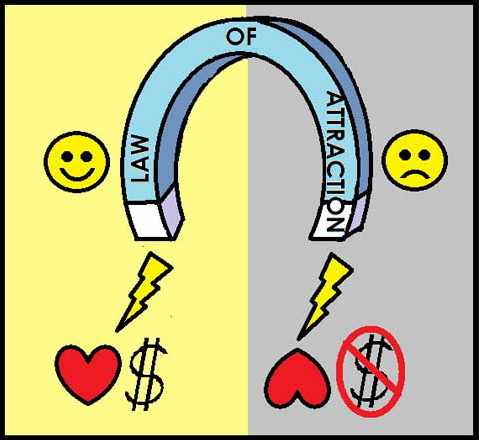 LAW
OF
ATTRACTION
$
$